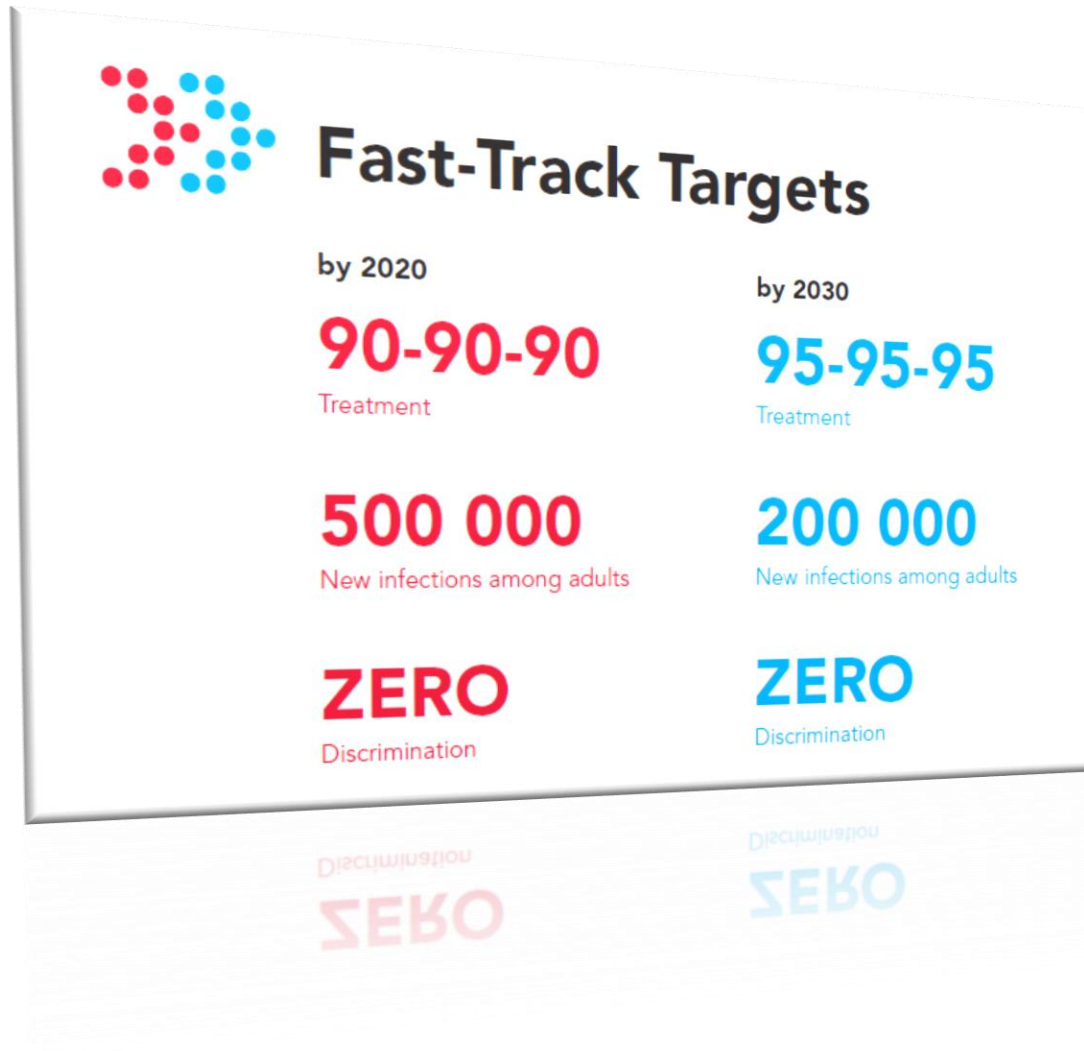 Fast-Track Targets
by 2020
90-90-90
Treatment
500 000
New infections among adults
ZERO
Discrimination
by 2030
95-95-95
Treatment
200 000
New infections among adults
ZERO
Discrimination